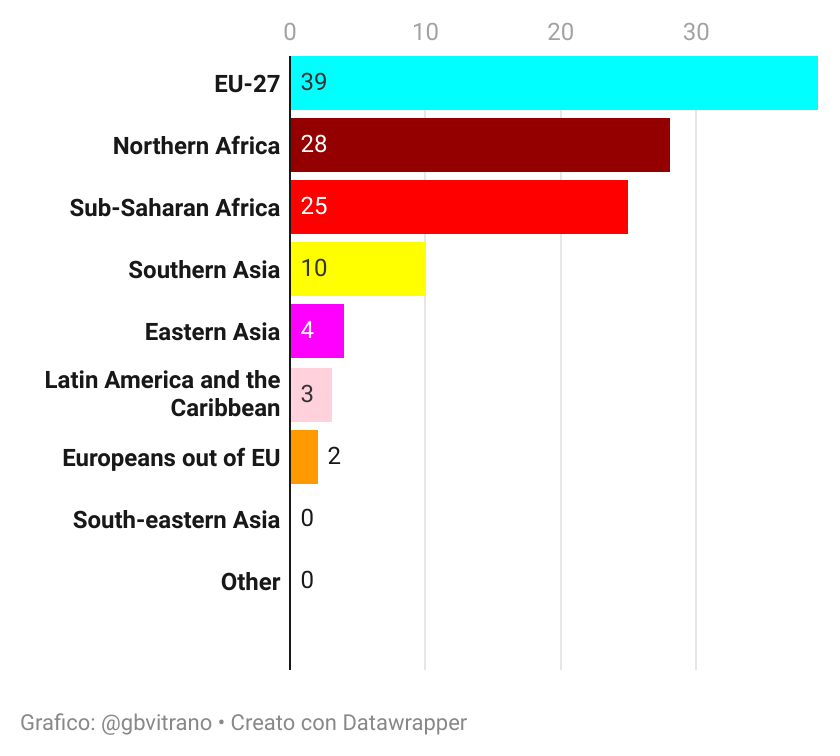 0 10 20 30
EU-27 39
Northern Africa 28
Sub-Saharan Africa 25
Southern Asia 10
Eastern Asia 4
Latin America and the
Caribbean 3
Europeans out of EU 2
South-eastern Asia 0
Other 0
Grafico: @gbvitrano • Creato con Datawrapper